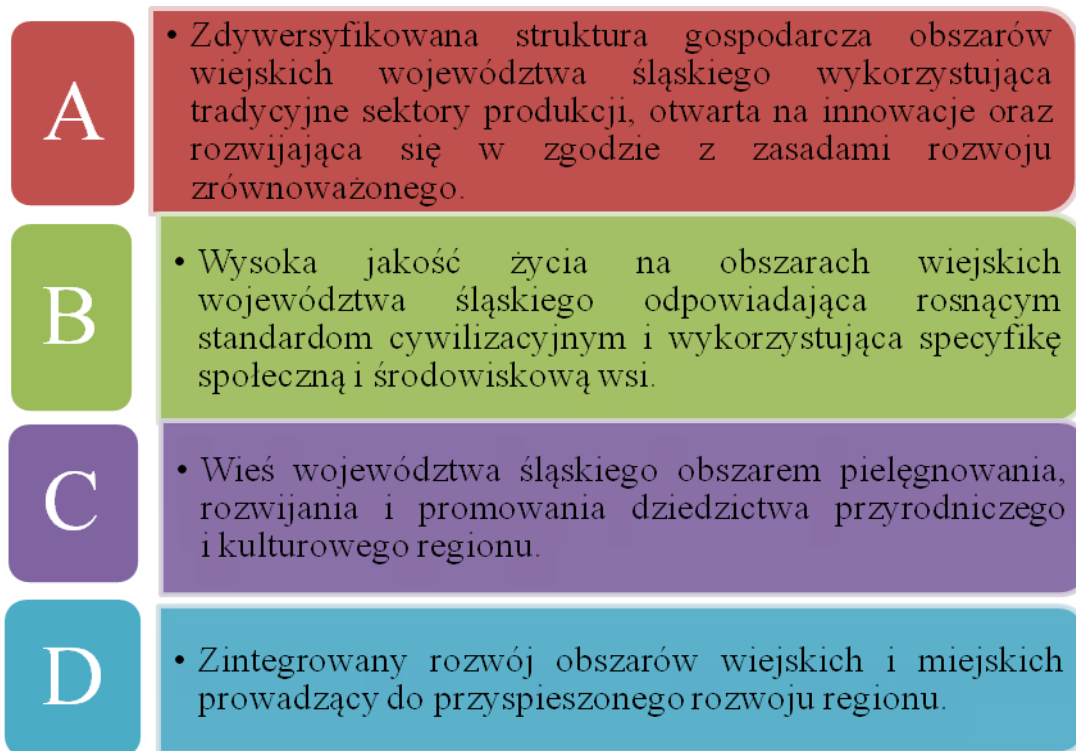 A
• Zdywersyfikowana struktura gospodarcza obszarów
wiejskich województwa śląskiego wykorzystująca
tradycyjne sektory produkcji, otwarta na innowacje oraz
rozwijająca się w zgodzie z zasadami rozwoju
zrównoważonego.
B
• Wysoka jakość życia na obszarach wiejskich
województwa śląskiego odpowiadająca rosnącym
standardom cywilizacyjnym i wykorzystująca specyfikę
społeczną i środowiskową wsi.
C
• Wieś województwa śląskiego obszarem pielęgnowania,
rozwijania i promowania dziedzictwa przyrodniczego
i kulturowego regionu.
D
• Zintegrowany rozwój obszarów wiejskich i miejskich
prowadzący do przyspieszonego rozwoju regionu.